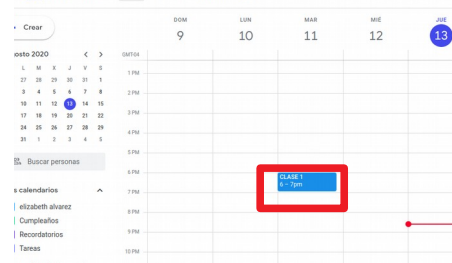 Crear
osto 2020 < >
L M X J V S
27 28 29 30 31 1
3 4 5 6 7 8
10 11 12 13 14 15
17 18 19 20 21 22
24 25 26 27 28 29
31 1 2 3 4 5
Buscar personas
s calendarios
elizabeth alvarez
Cumpleaños
Recordatorios
Tareas
DOM LUN MAR MIÉ JUE
9 10 11 12 13
GMT-04
1 PM
2 PM
3 PM
4 PM
5 PM
6 PM
CLASE 1
6 – 7pm
7 PM
8 PM
9 PM
10 PM